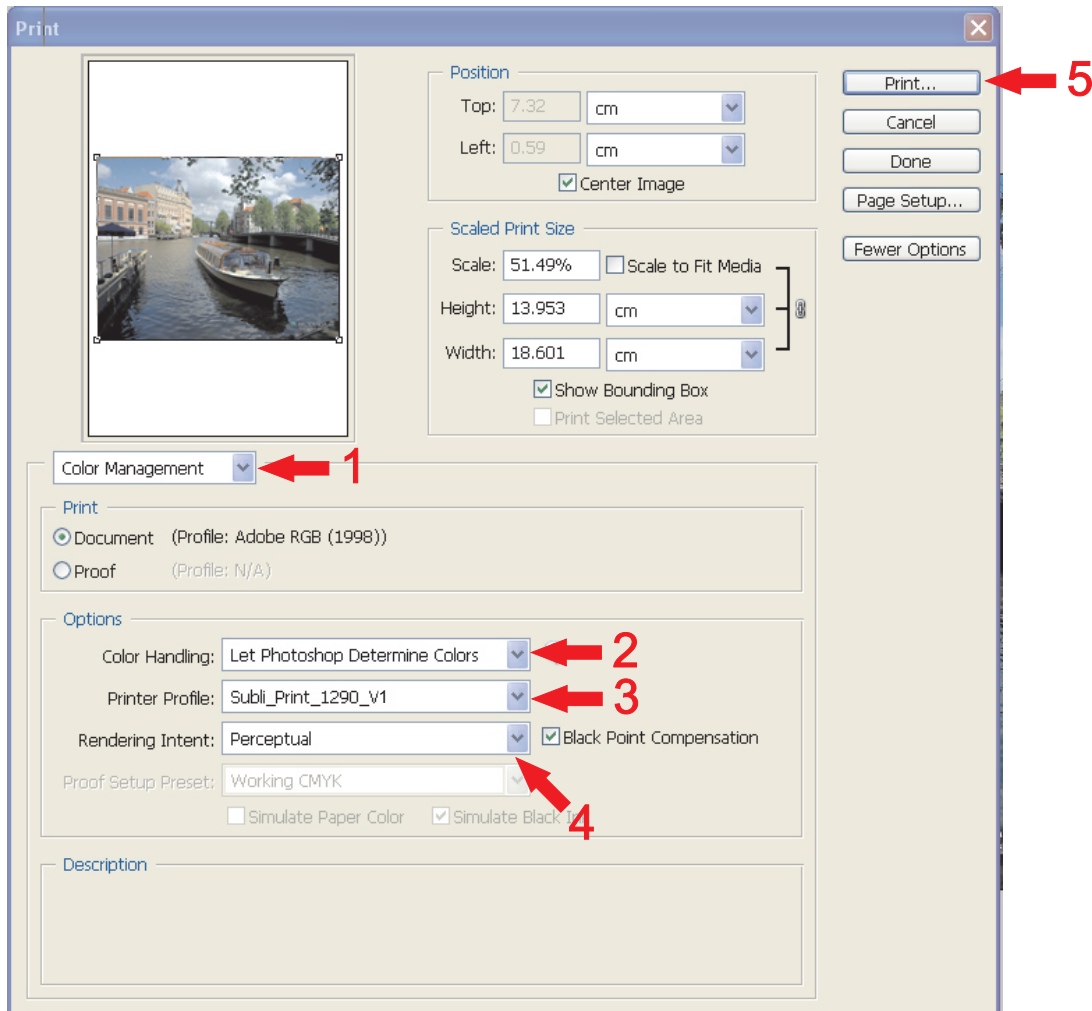 Print
Position
Top: 7.32 cm
Left: 0.59 cm
Center Image
Scaled Print Size
Scale: 51.49% Scale to Fit Media
Height: 13.953 cm
Width: 18.601 cm
Show Bounding Box
Print Selected Area
Print... 5
Cancel
Done
Page Setup...
Fewer Options
Color Management 1
Print
Document (Profile: Adobe RGB (1998))
Proof (Profile: N/A)
Options
Color Handling: Let Photoshop Determine Colors 2
Printer Profile: Subli_Print_1290_V1 3
Rendering Intent: Perceptual Black Point Compensation
4
Proof Setup Preset: Working CMYK
Simulate Paper Color Simulate Black
Description